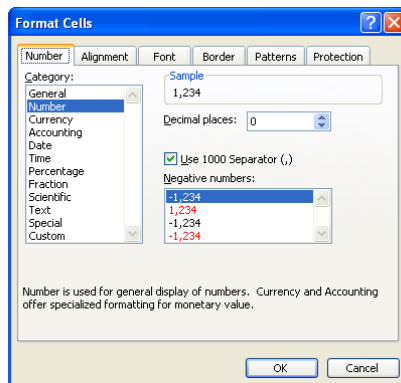 Format Cells
Number Alignment Font Border Patterns Protection
Category:
General
Number
Currency
Accounting
Date
Time
Percentage
Fraction
Scientific
Text
Special
Custom
Sample
1,234
Decimal places: 0
Use 1000 Separator (,)
Negative numbers:
-1,234
1,234
-1,234
-1,234
Number is used for general display of numbers. Currency and Accounting
offer specialized formatting for monetary value.
OK Cancel